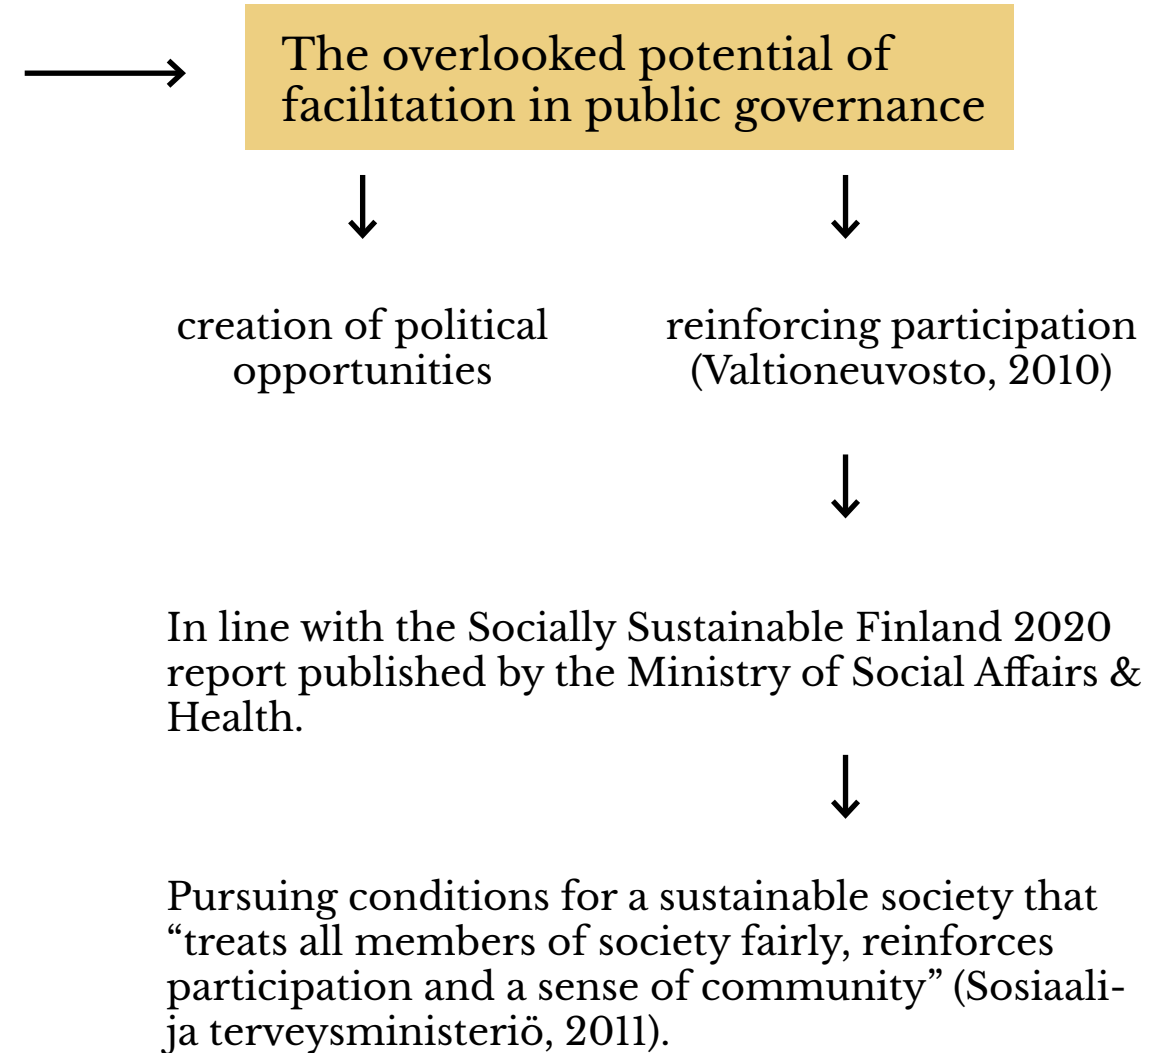 The overlooked potential of
facilitation in public governance
creation of political
opportunities
reinforcing participation
(Valtioneuvosto, 2010)
In line with the Socially Sustainable Finland 2020
report published by the Ministry of Social Affairs &
Health.
Pursuing conditions for a sustainable society that
“treats all members of society fairly, reinforces
participation and a sense of community” (Sosiaali-
ja terveysministeriö, 2011).